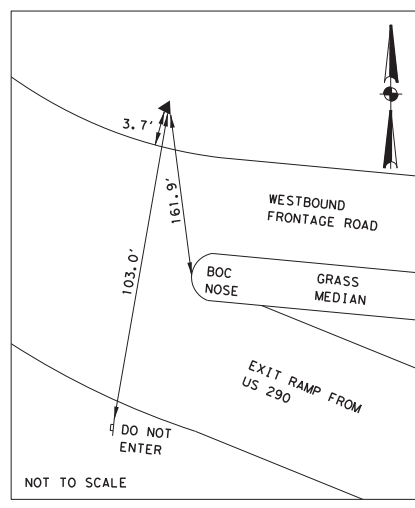 3.7'
161.9'
WESTBOUND
FRONTAGE ROAD
103.0'
BOC
NOSE
GRASS
MEDIAN
EXIT RAMP FROM
US 290
DO NOT
ENTER
NOT TO SCALE